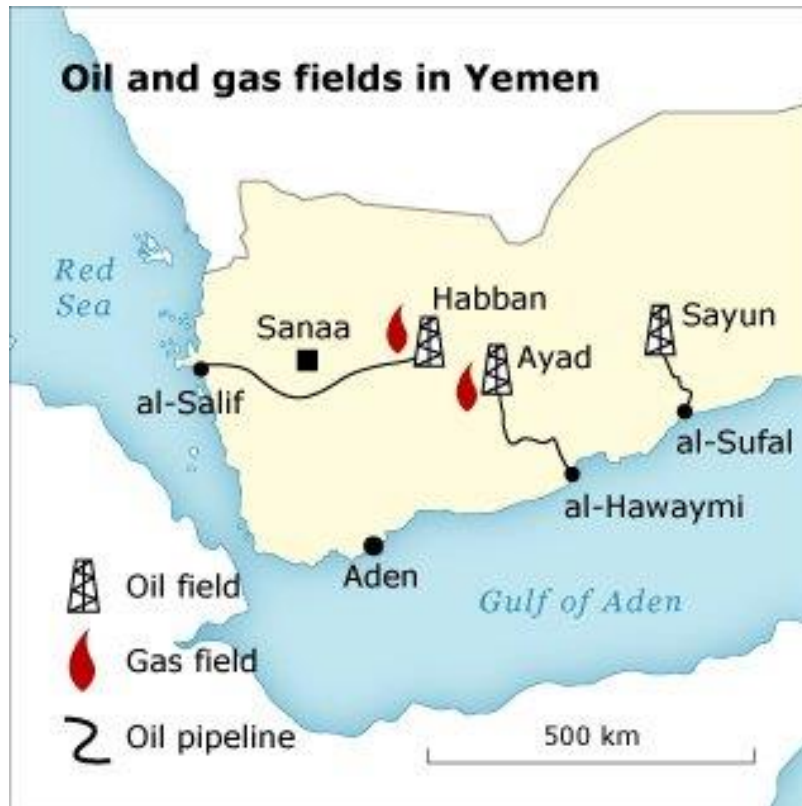 Oil and gas fields in Yemen
Red
Sea
Habban
Sanaa
Sayun
Ayad
al-Salif
al-Sufal
al-Hawaymi
Aden
Oil field
Gulf of Aden
Gas field
Oil pipeline
500 km